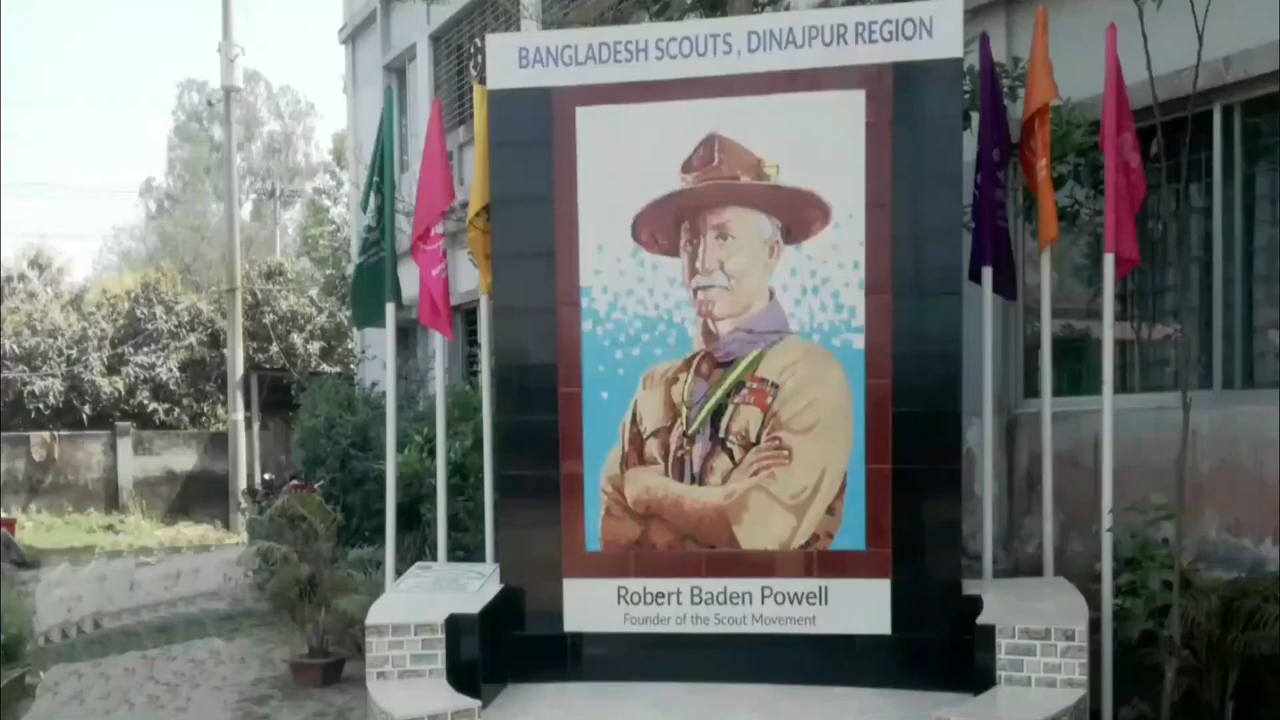 BANGLADESH SCOUTS, DINAJPUR REGION
Robert Baden Powell
Founder of the Scout Movement